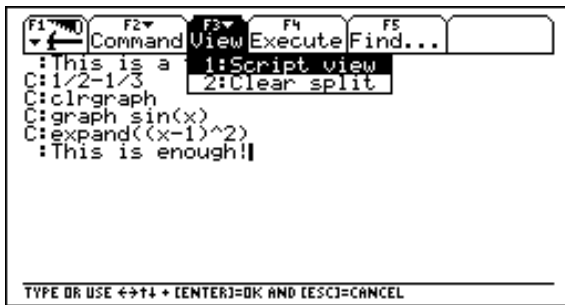 F1 F2 F3 F4 F5
Command View Execute Find...
:This is a
1:Script view
C:1/2-1/3
2:Clear split
C:clrgraph
C:graph sin(x)
C:expand((x-1)^2)
:This is enough!
TYPE OR USE ←→↑↓ + [ENTER]=OK AND [ESC]=CANCEL